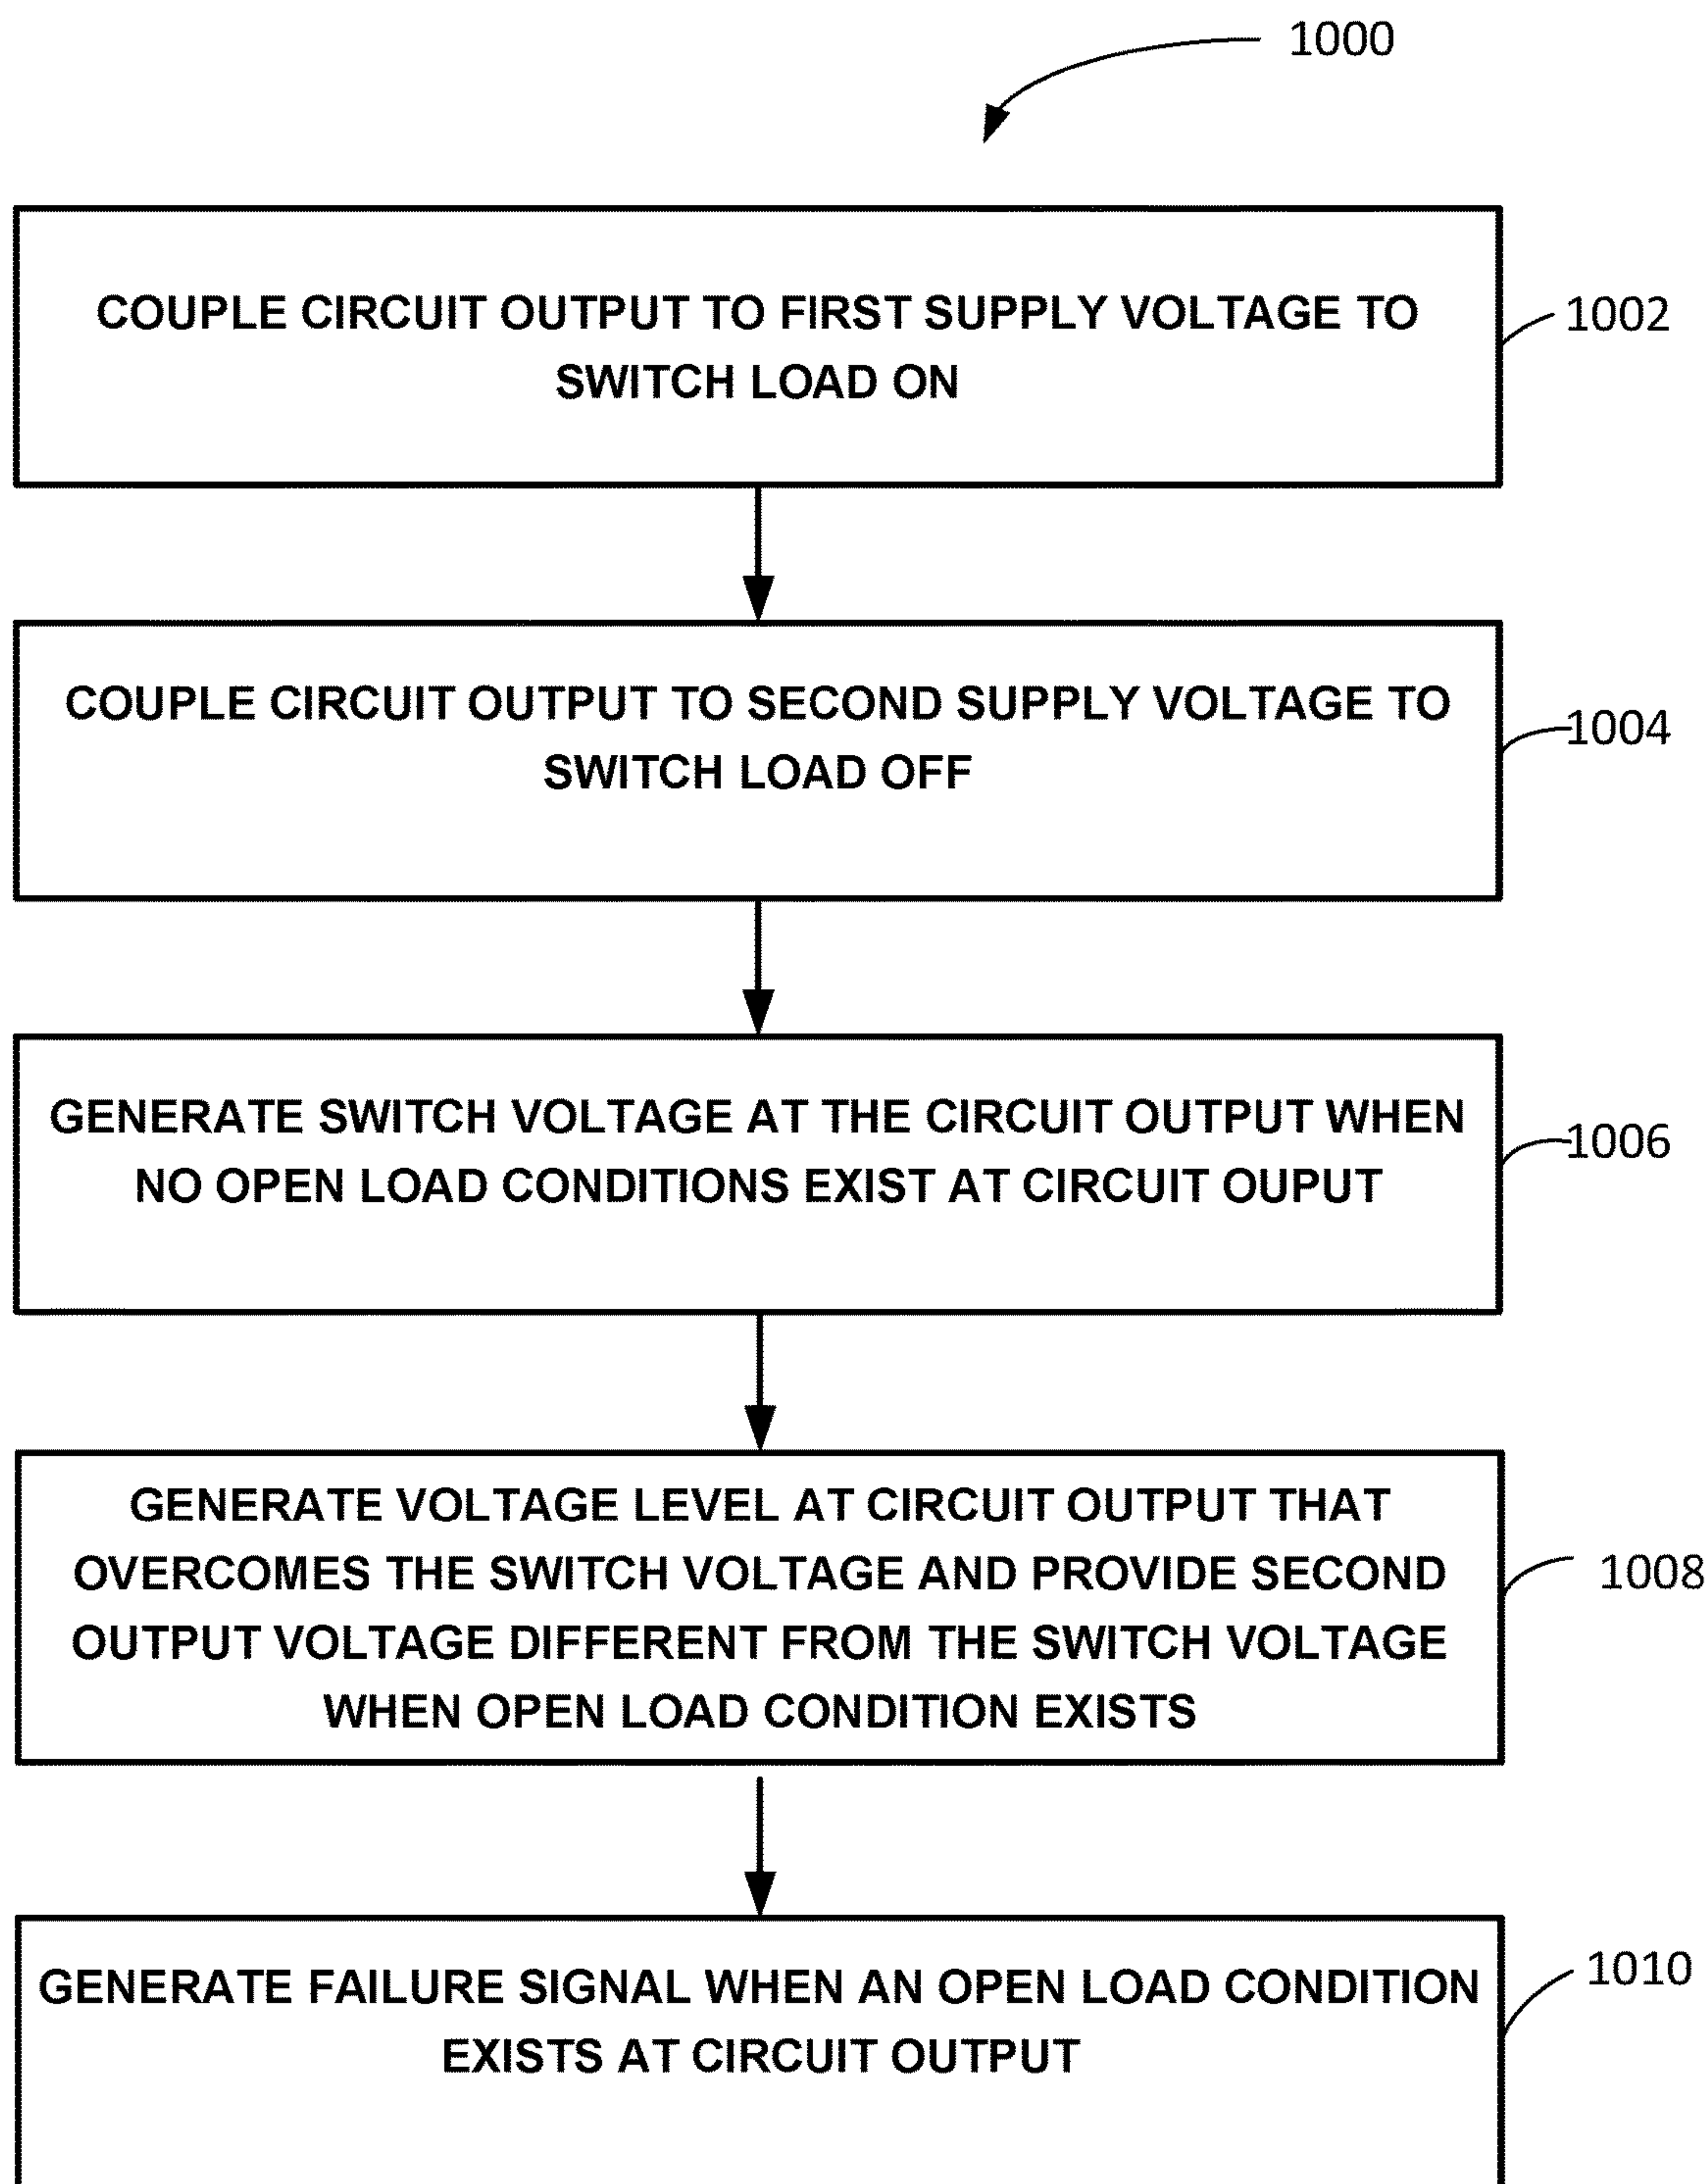 1000
COUPLE CIRCUIT OUTPUT TO FIRST SUPPLY VOLTAGE TO
SWITCH LOAD ON
1002
COUPLE CIRCUIT OUTPUT TO SECOND SUPPLY VOLTAGE TO
SWITCH LOAD OFF
1004
GENERATE SWITCH VOLTAGE AT THE CIRCUIT OUTPUT WHEN
NO OPEN LOAD CONDITIONS EXIST AT CIRCUIT OUPUT
1006
GENERATE VOLTAGE LEVEL AT CIRCUIT OUTPUT THAT
OVERCOMES THE SWITCH VOLTAGE AND PROVIDE SECOND
OUTPUT VOLTAGE DIFFERENT FROM THE SWITCH VOLTAGE
WHEN OPEN LOAD CONDITION EXISTS
1008
GENERATE FAILURE SIGNAL WHEN AN OPEN LOAD CONDITION
EXISTS AT CIRCUIT OUTPUT
1010